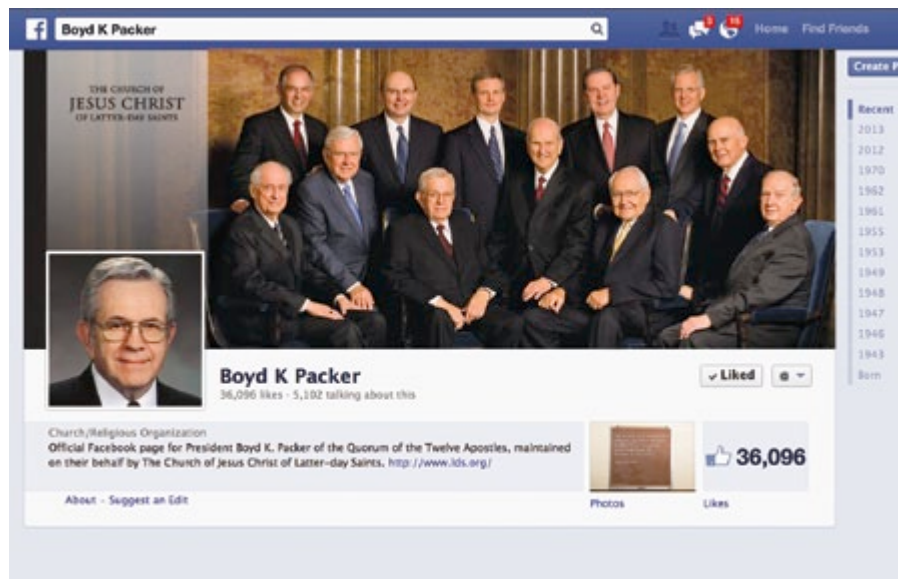 f
Boyd K Packer
3
16
Home Find Friends
THE CHURCH OF
JESUS CHRIST
OF LATTER-DAY SAINTS
Create P
Recent
2013
2012
1970
1962
1961
1955
1953
1949
1948
1947
1946
1943
Born
Boyd K Packer
36,096 likes · 5,102 talking about this
Liked
Church/Religious Organization
Official Facebook page for President Boyd K. Packer of the Quorum of the Twelve Apostles, maintained
on their behalf by The Church of Jesus Christ of Latter-day Saints. http://www.lds.org/
36,096
About – Suggest an Edit
Photos
Likes